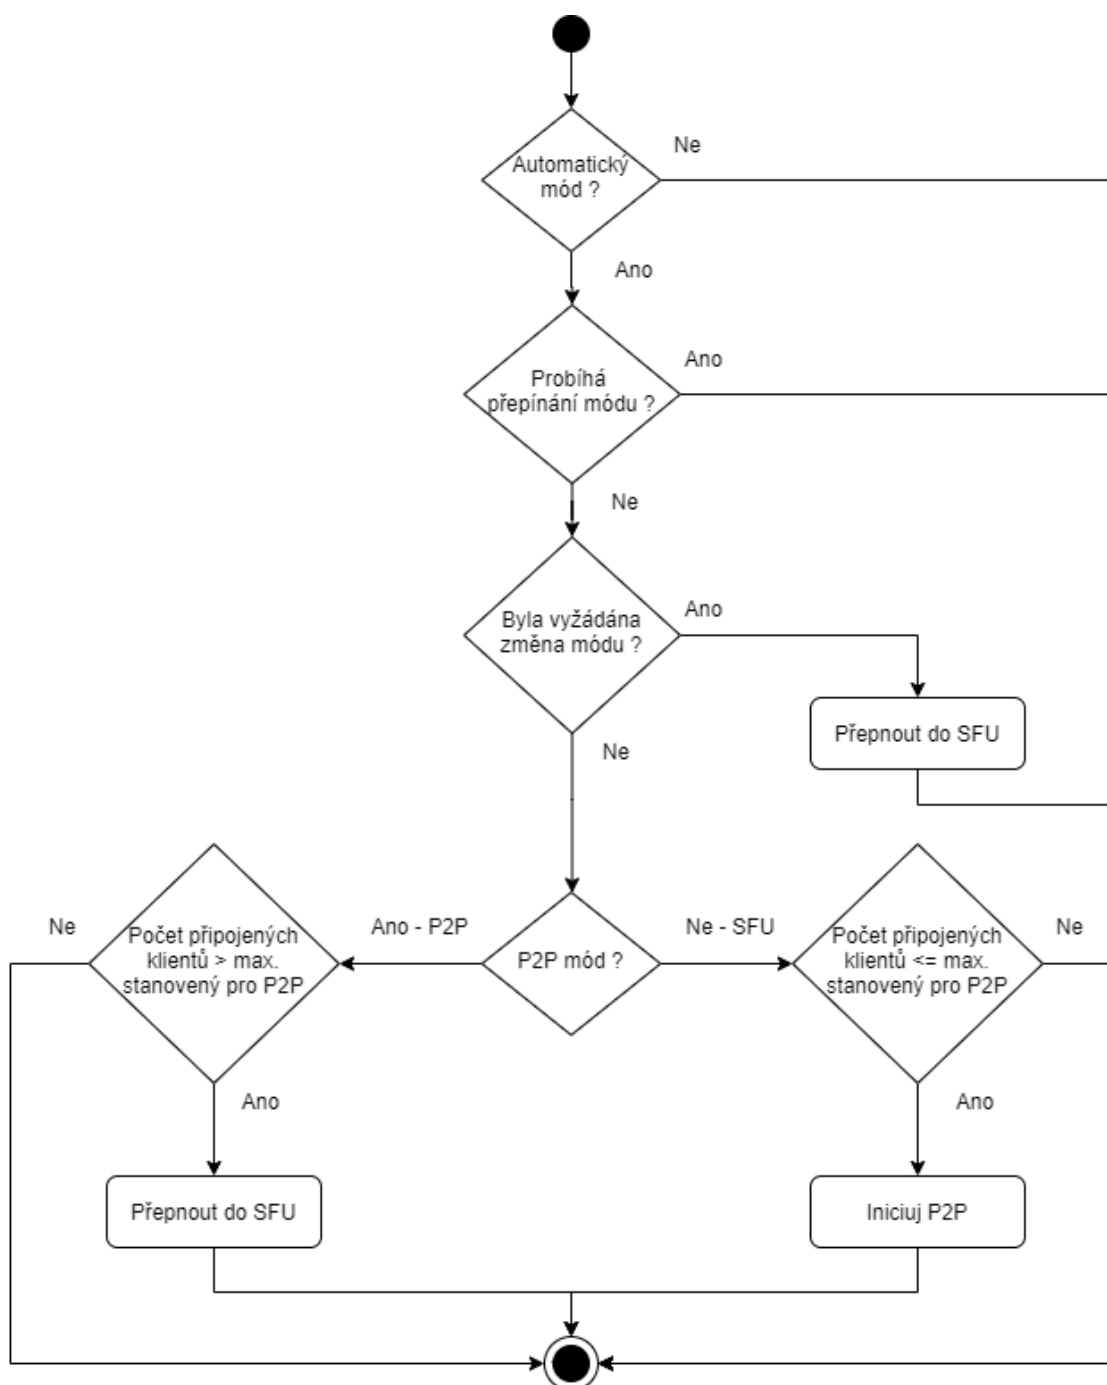 Ne
Automatický
mód ?
Ano
Ano
Probíhá
přepínání módu ?
Ne
Ano
Byla vyžádána
změna módu ?
Přepnout do SFU
Ne
Ne
Ano - P2P
Ne - SFU
Ne
Počet připojených
klientů > max.
stanovený pro P2P
P2P mód ?
Počet připojených
klientů <= max.
stanovený pro P2P
Ano
Ano
Přepnout do SFU
Iniciuj P2P